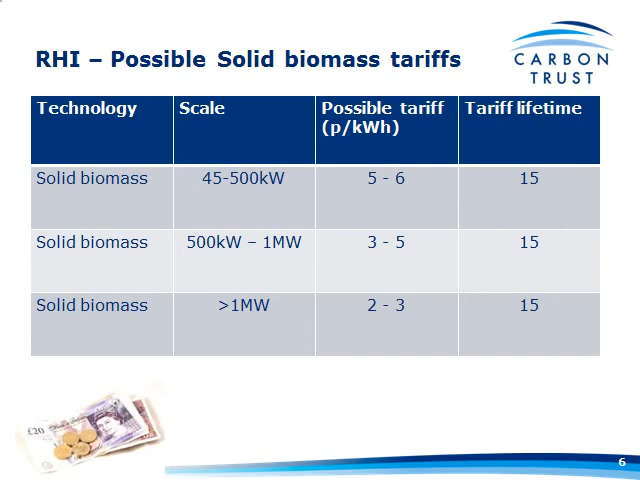 RHI – Possible Solid biomass tariffs
CARBON
TRUST
Technology Scale Possible tariff Tariff lifetime
(p/kWh)
Solid biomass 45-500kW 5 - 6 15
Solid biomass 500kW – 1MW 3 - 5 15
Solid biomass >1MW 2 - 3 15
£20
6